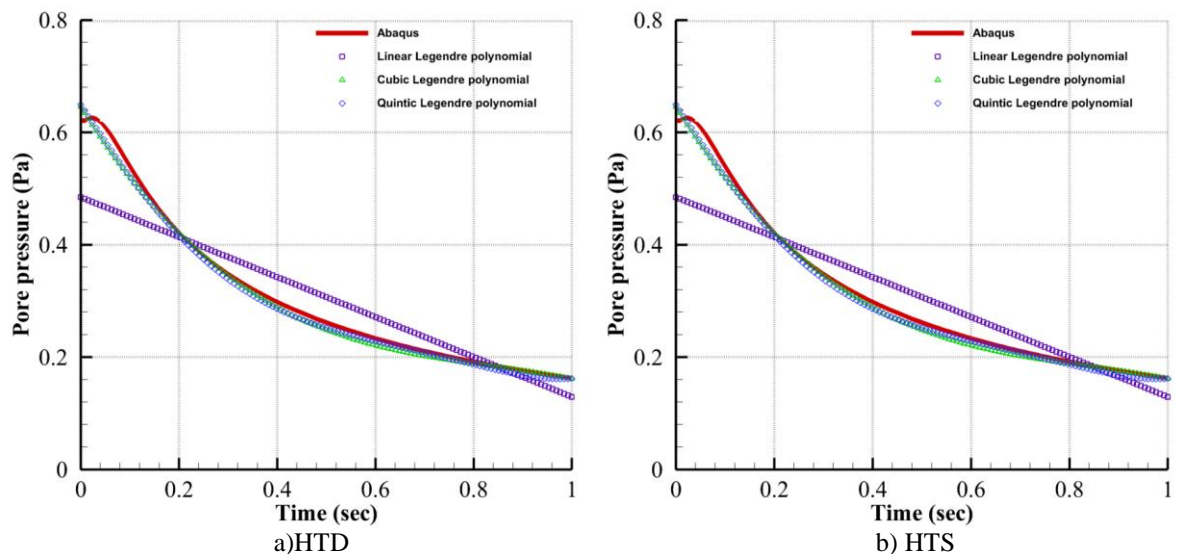 0.8
0.6
0.4
0.2
0
Pore pressure (Pa)
Abaqus
Linear Legendre polynomial
Cubic Legendre polynomial
Quintic Legendre polynomial
0 0.2 0.4 0.6 0.8 1
Time (sec)
a)HTD
0.8
0.6
0.4
0.2
0
Pore pressure (Pa)
Abaqus
Linear Legendre polynomial
Cubic Legendre polynomial
Quintic Legendre polynomial
0 0.2 0.4 0.6 0.8 1
Time (sec)
b) HTS